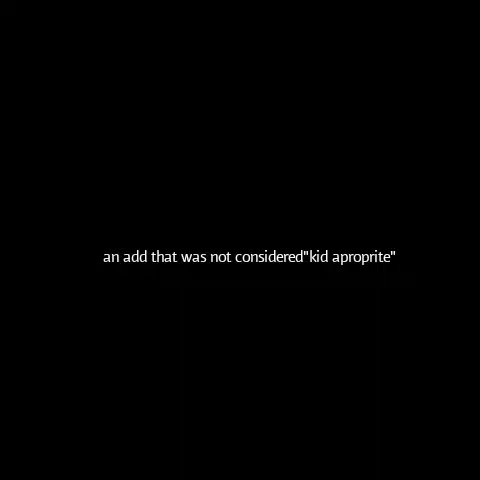 an add that was not considered"kid aproprite"